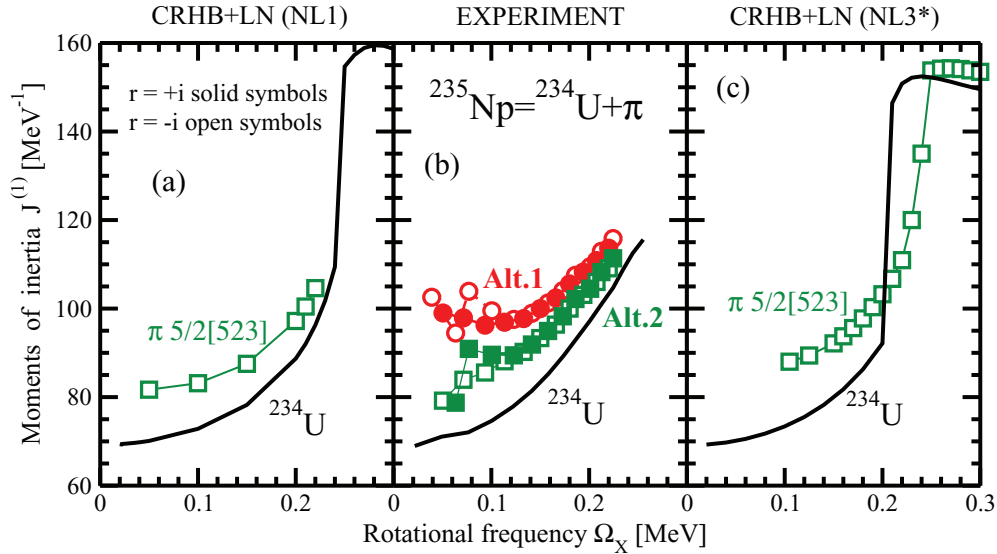 CRHB+LN (NL1) EXPERIMENT CRHB+LN (NL3*)
Moments of inertia J⁽¹⁾ [MeV⁻¹]
160
140
120
100
80
60
r = +i solid symbols
r = -i open symbols
(a)
π 5/2[523]
²³⁴U
²³⁵Np=²³⁴U+π
(b)
Alt.1
Alt.2
²³⁴U
(c)
π 5/2[523]
²³⁴U
0 0.1 0.2 0 0.1 0.2 0 0.1 0.2 0.3
Rotational frequency Ωₓ [MeV]